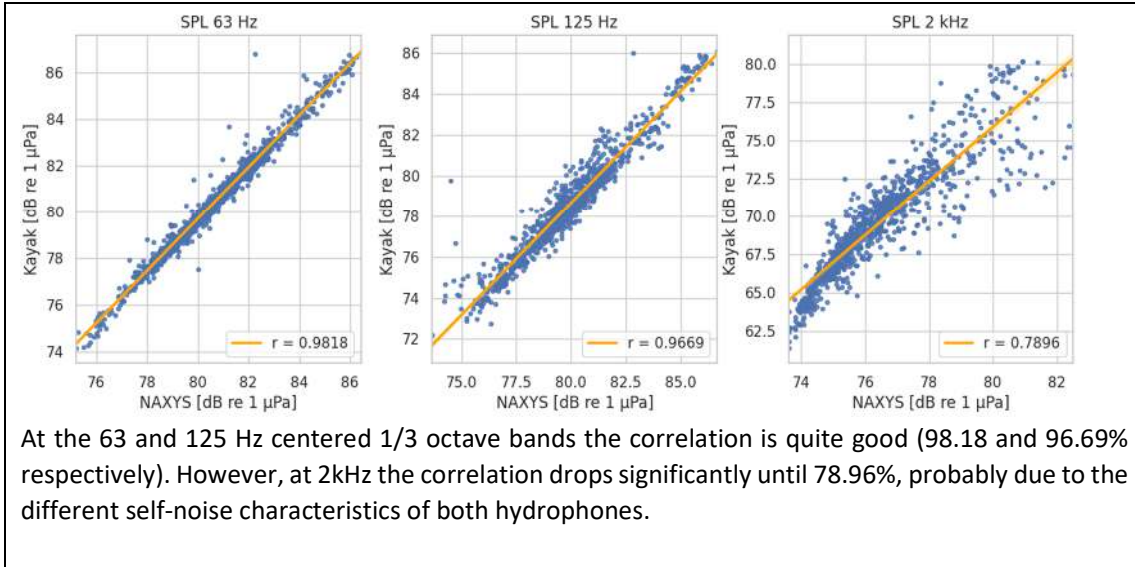 SPL 63 Hz
86
84
82
80
78
76
74
Kayak [dB re 1 µPa]
76 78 80 82 84 86
NAXYS [dB re 1 µPa]
r = 0.9818
SPL 125 Hz
86
84
82
80
78
76
74
72
Kayak [dB re 1 µPa]
75.0 77.5 80.0 82.5 85.0
NAXYS [dB re 1 µPa]
r = 0.9669
SPL 2 kHz
80.0
77.5
75.0
72.5
70.0
67.5
65.0
62.5
Kayak [dB re 1 µPa]
74 76 78 80 82
NAXYS [dB re 1 µPa]
r = 0.7896
At the 63 and 125 Hz centered 1/3 octave bands the correlation is quite good (98.18 and 96.69%
respectively). However, at 2kHz the correlation drops significantly until 78.96%, probably due to the
different self-noise characteristics of both hydrophones.